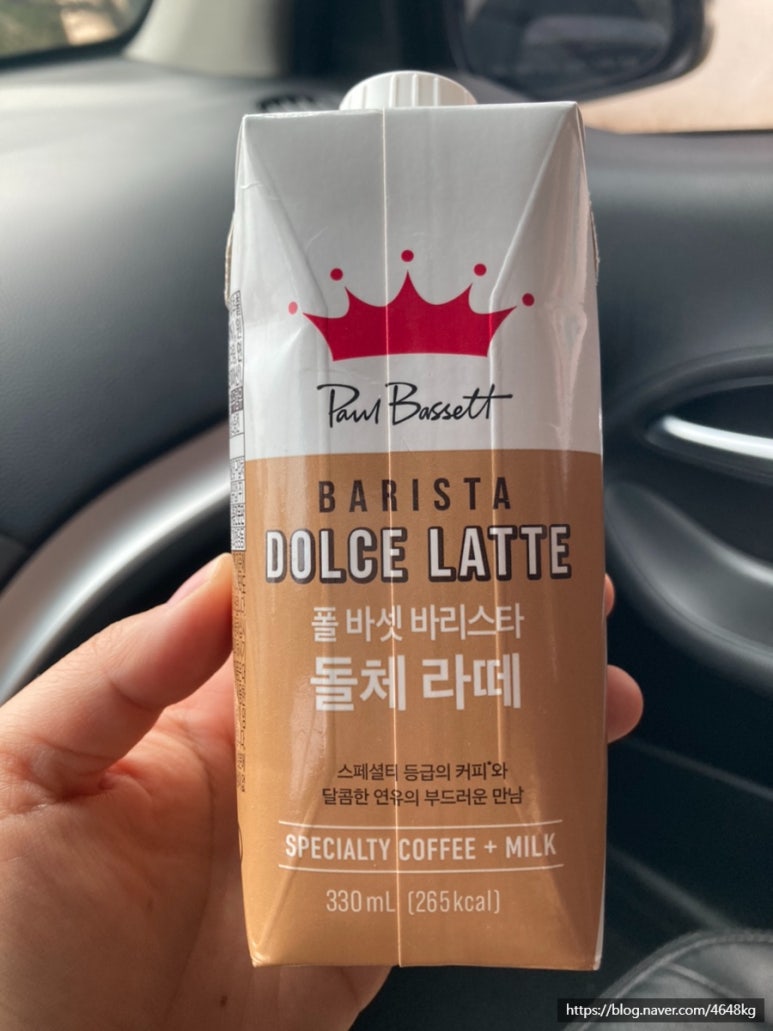 Paul Bassett
BARISTA
DOLCE LATTE
폴 바셋 바리스타
돌체 라떼
스페셜티 등급의 커피*와
달콤한 연유의 부드러운 만남
SPECIALTY COFFEE + MILK
330mL (265kcal)
https://blog.naver.com/4648kg